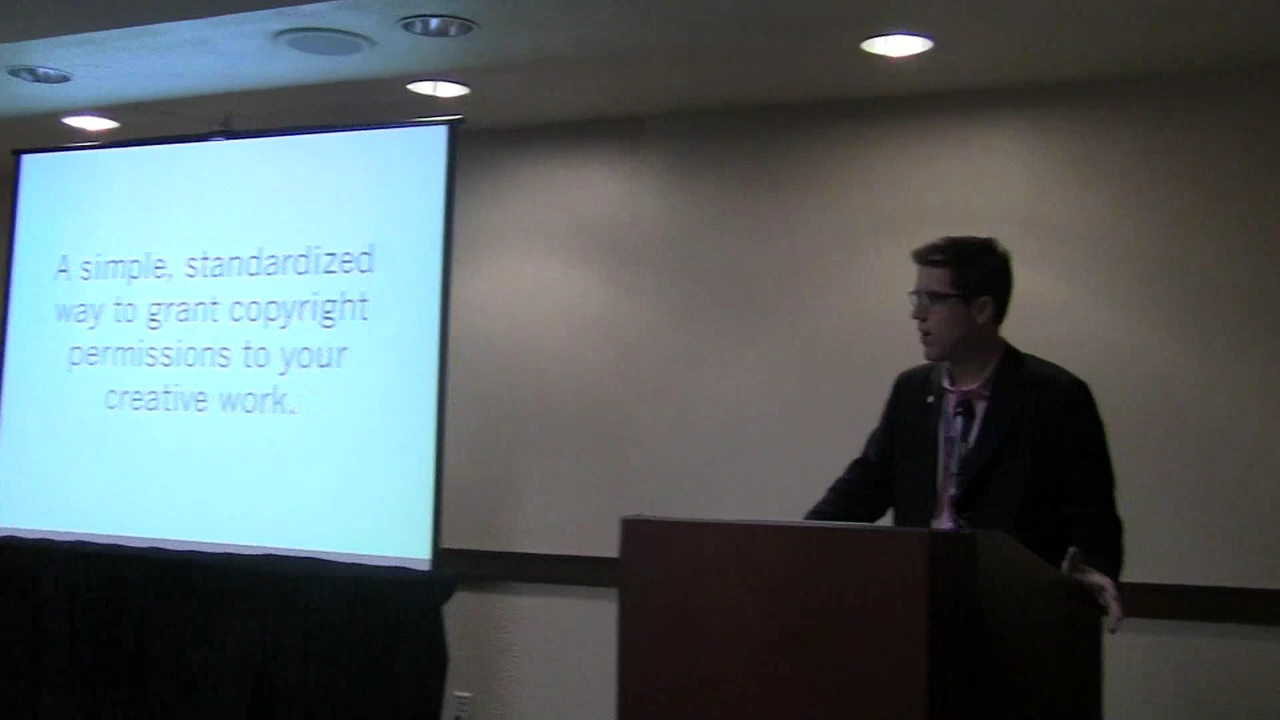 A simple, standardized
way to grant copyright
permissions to your
creative work.